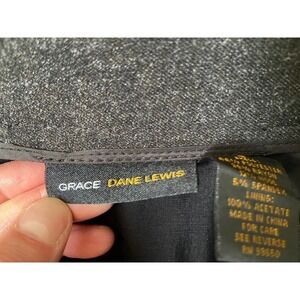 GRACE DANE LEWIS
5% SPANDEX
LINING:
100% ACETATE
MADE IN CHINA
FOR CARE
SEE REVERSE